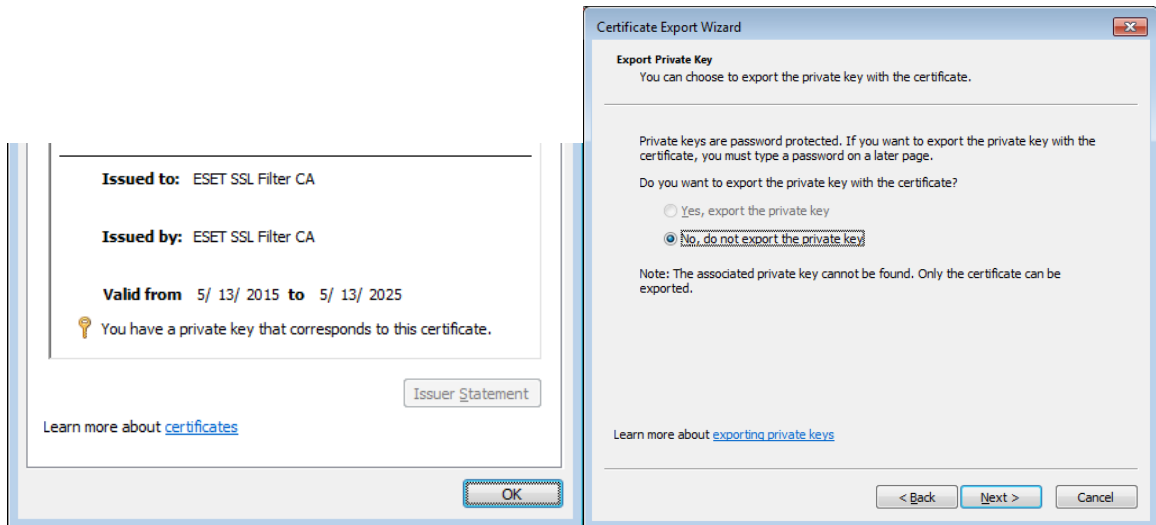 Issued to: ESET SSL Filter CA
Issued by: ESET SSL Filter CA
Valid from 5/ 13/ 2015 to 5/ 13/ 2025
You have a private key that corresponds to this certificate.
Issuer Statement
Learn more about certificates
OK
Certificate Export Wizard
Export Private Key
You can choose to export the private key with the certificate.
Private keys are password protected. If you want to export the private key with the
certificate, you must type a password on a later page.
Do you want to export the private key with the certificate?
Yes, export the private key
No, do not export the private key
Note: The associated private key cannot be found. Only the certificate can be
exported.
Learn more about exporting private keys
< Back
Next >
Cancel